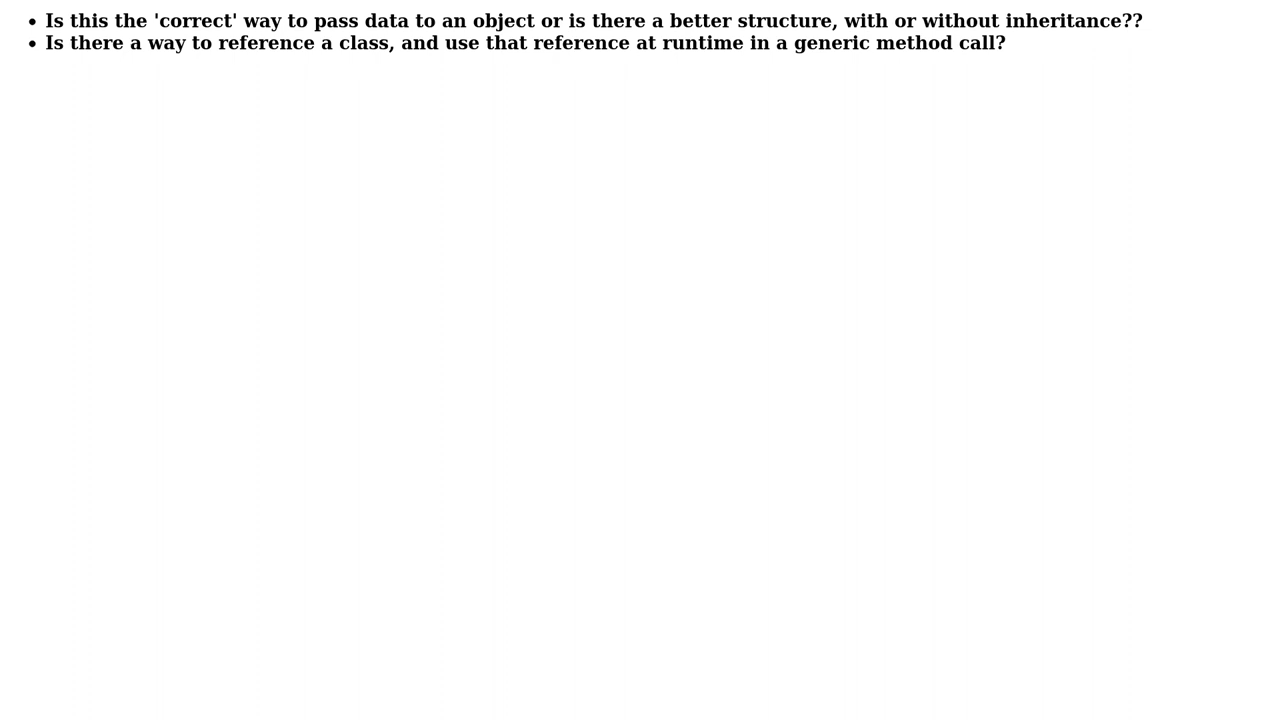 • Is this the 'correct' way to pass data to an object or is there a better structure, with or without inheritance??
• Is there a way to reference a class, and use that reference at runtime in a generic method call?